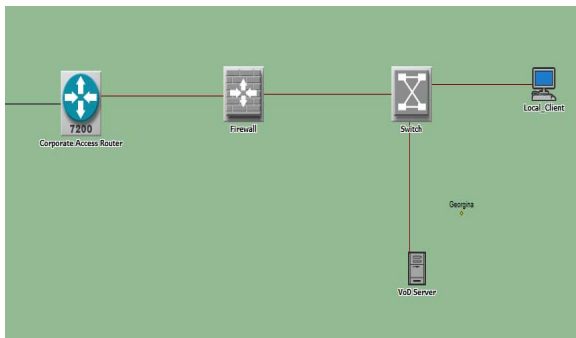 7200
Corporate Access Router
Firewall
Switch
Local_Client
Georgina
VoD Server